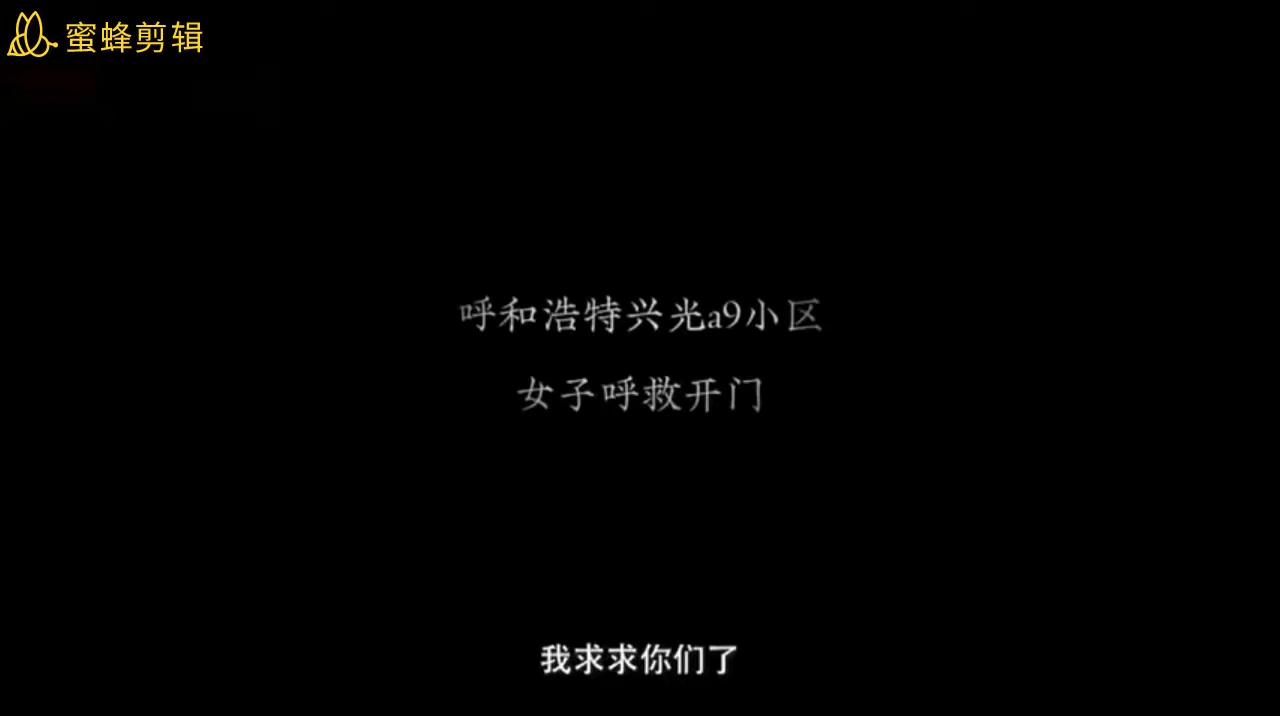 蜜蜂剪辑
呼和浩特兴光a9小区
女子呼救开门
我求求你们了